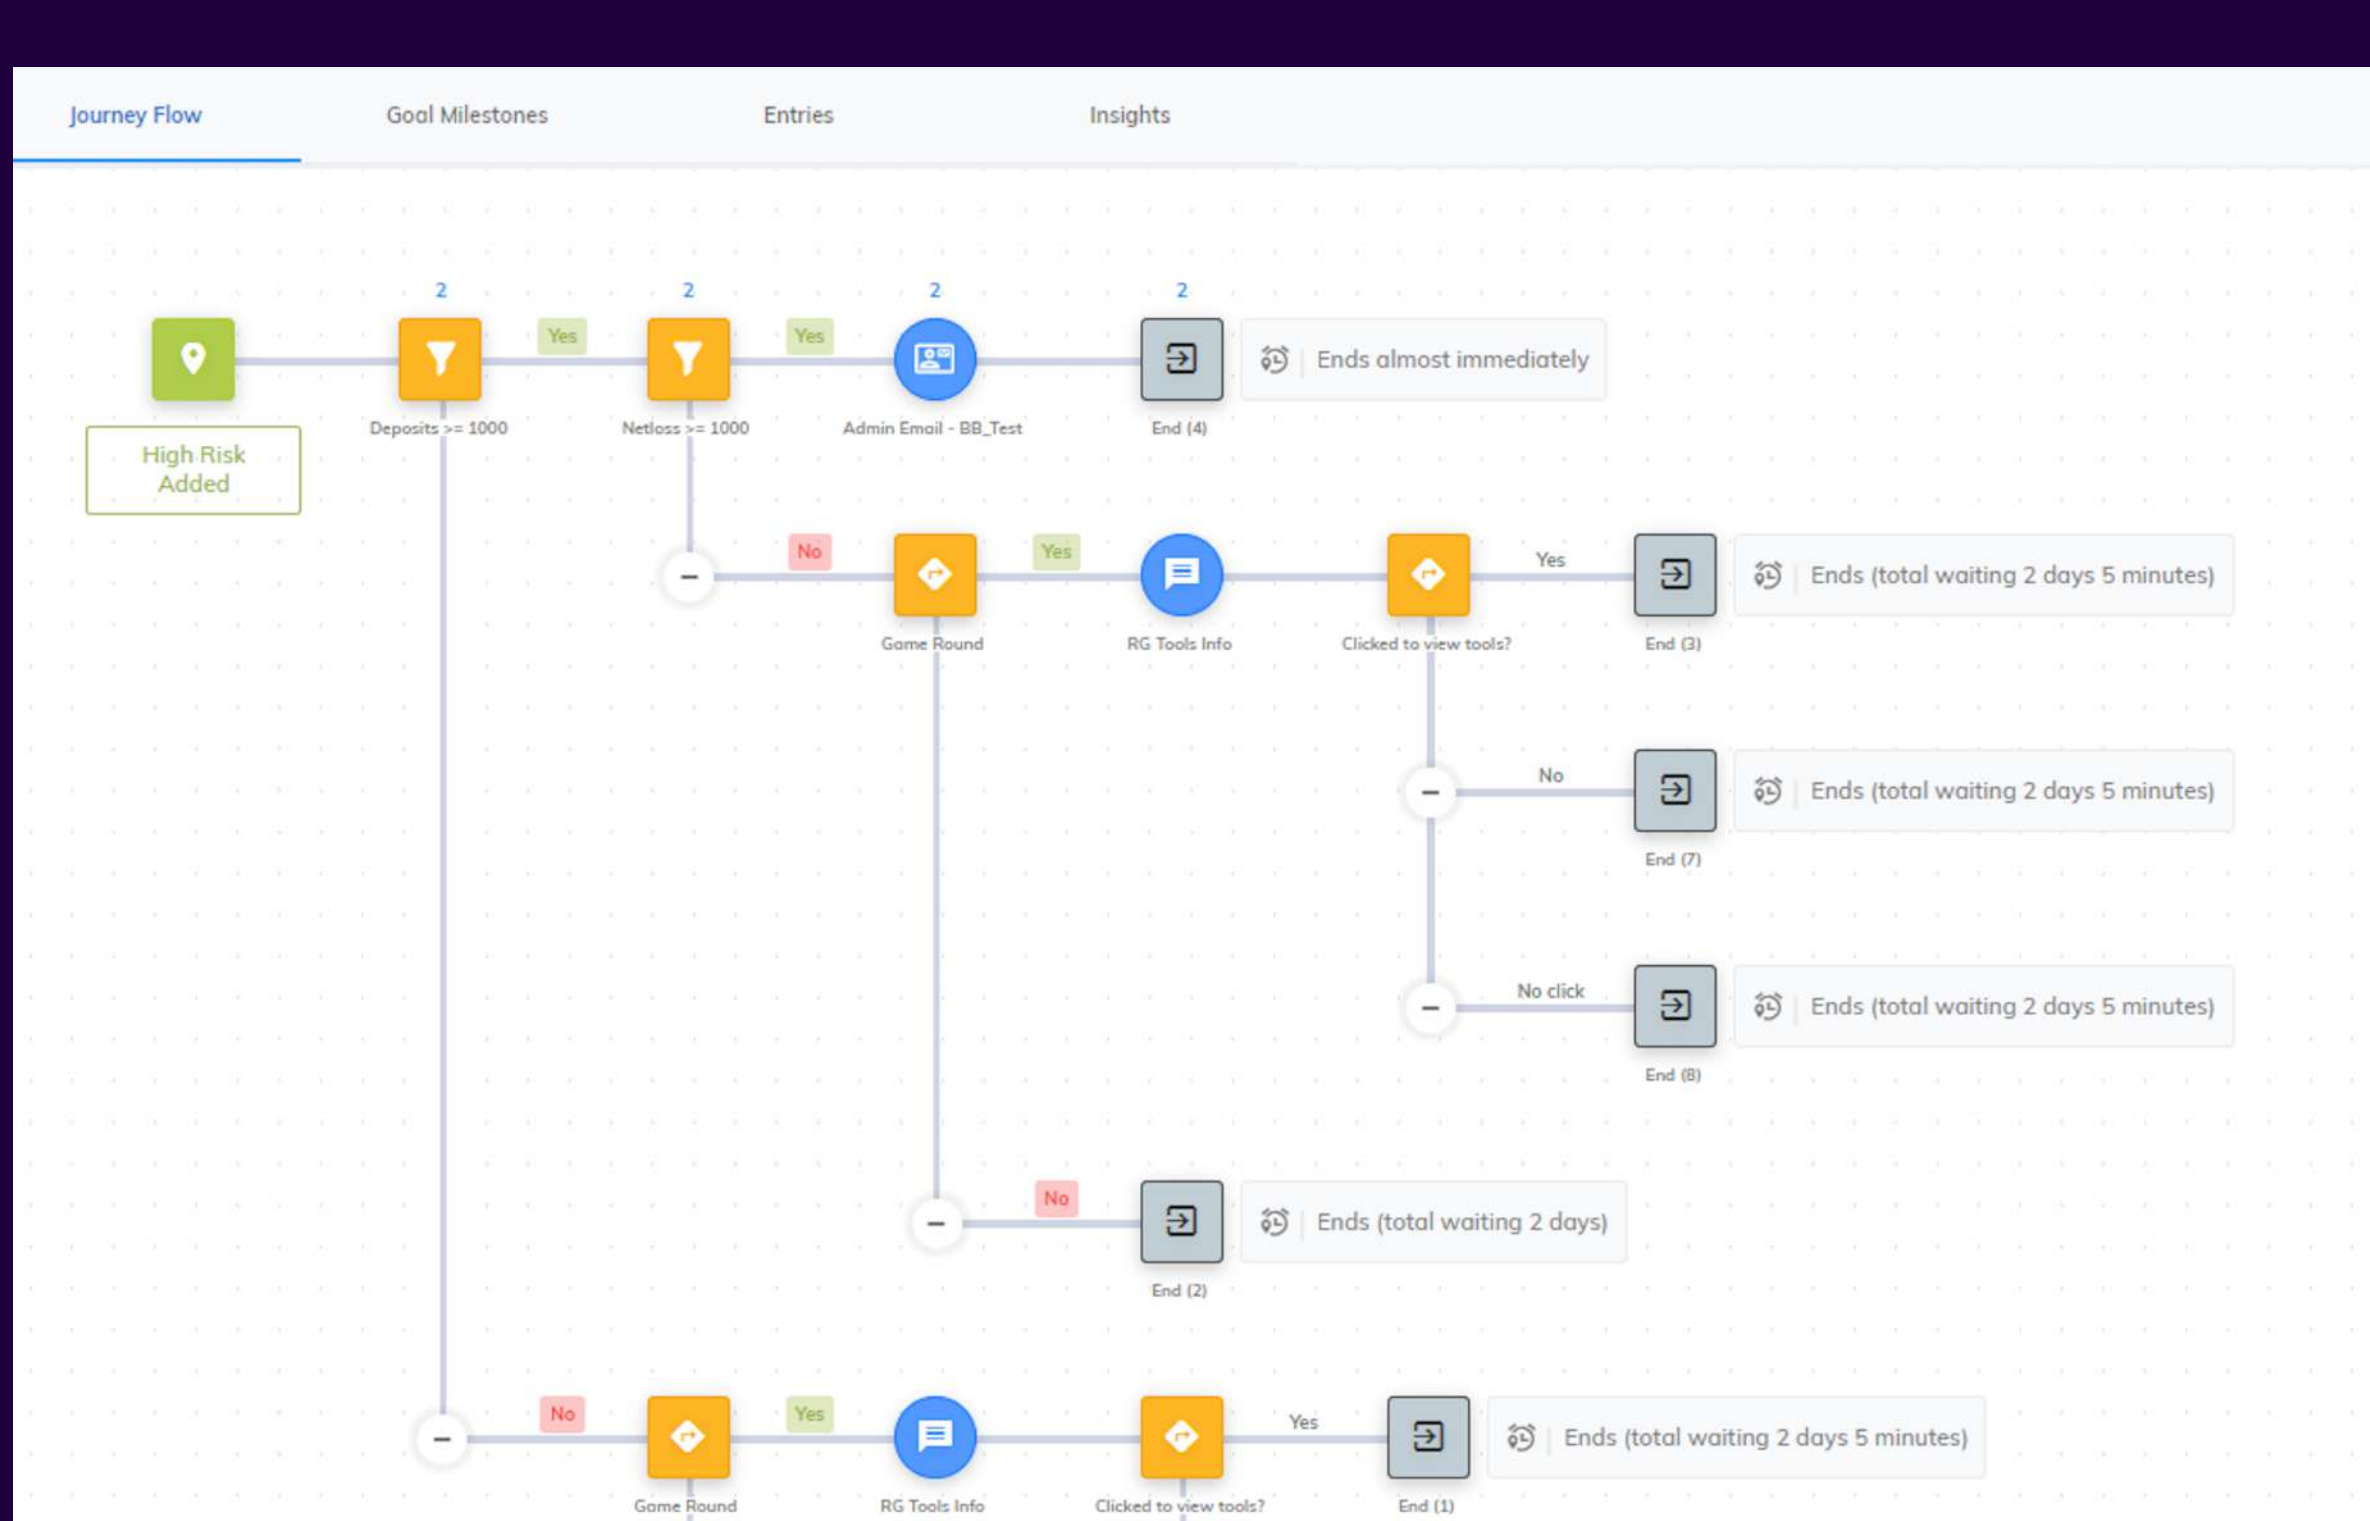 Journey Flow
Goal Milestones
Entries
Insights
2
2
2
2
Yes
Yes
Ends almost immediately
Deposits >= 1000
Netloss >= 1000
Admin Email - BB_Test
End (4)
High Risk
Added
No
Yes
Yes
Ends (total waiting 2 days 5 minutes)
Game Round
RG Tools Info
Clicked to view tools?
End (3)
No
Ends (total waiting 2 days 5 minutes)
End (7)
No click
Ends (total waiting 2 days 5 minutes)
End (8)
No
Ends (total waiting 2 days)
End (2)
No
Yes
Yes
Ends (total waiting 2 days 5 minutes)
Game Round
RG Tools Info
Clicked to view tools?
End (1)